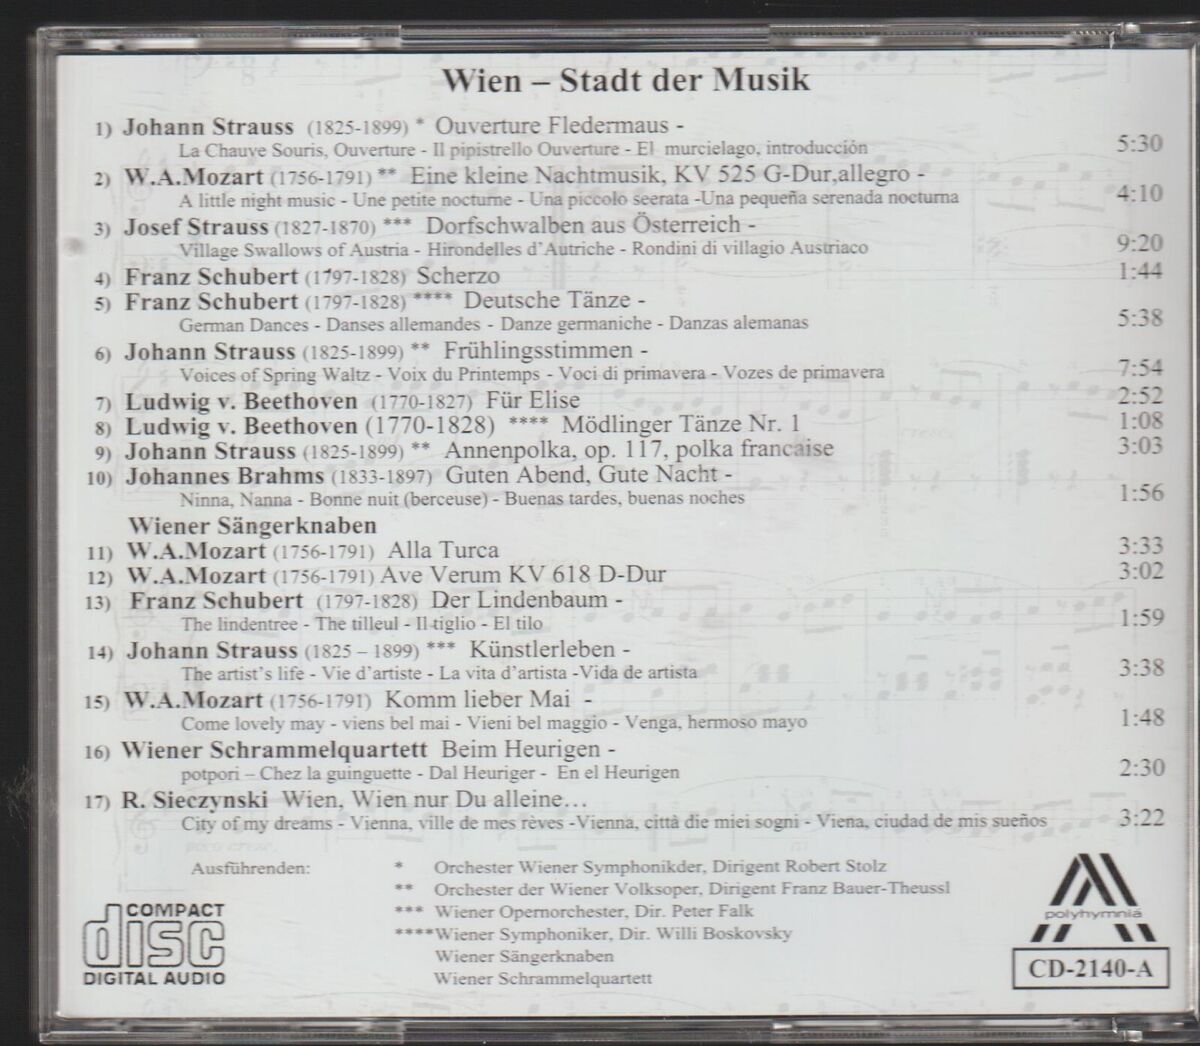 Wien – Stadt der Musik
1) Johann Strauss (1825-1899) * Ouverture Fledermaus -
La Chauve Souris, Ouverture - Il pipistrello Ouverture - El murcielago, introducción 5:30
2) W.A.Mozart (1756-1791) ** Eine kleine Nachtmusik, KV 525 G-Dur,allegro -
A little night music - Une petite nocturne - Una piccolo seerata -Una pequeña serenada nocturna 4:10
3) Josef Strauss (1827-1870) *** Dorfschwalben aus Österreich -
Village Swallows of Austria - Hirondelles d'Autriche - Rondini di villagio Austriaco 9:20
4) Franz Schubert (1797-1828) Scherzo 1:44
5) Franz Schubert (1797-1828) **** Deutsche Tänze -
German Dances - Danses allemandes - Danze germaniche - Danzas alemanas 5:38
6) Johann Strauss (1825-1899) ** Frühlingsstimmen -
Voices of Spring Waltz - Voix du Printemps - Voci di primavera - Vozes de primavera 7:54
7) Ludwig v. Beethoven (1770-1827) Für Elise 2:52
8) Ludwig v. Beethoven (1770-1828) **** Mödlinger Tänze Nr. 1 1:08
9) Johann Strauss (1825-1899) ** Annenpolka, op. 117, polka francaise 3:03
10) Johannes Brahms (1833-1897) Guten Abend, Gute Nacht -
Ninna, Nanna - Bonne nuit (berceuse) - Buenas tardes, buenas noches 1:56
Wiener Sängerknaben
11) W.A.Mozart (1756-1791) Alla Turca 3:33
12) W.A.Mozart (1756-1791) Ave Verum KV 618 D-Dur 3:02
13) Franz Schubert (1797-1828) Der Lindenbaum -
The lindentree - The tilleul - Il tiglio - El tilo 1:59
14) Johann Strauss (1825 – 1899) *** Künstlerleben -
The artist's life - Vie d'artiste - La vita d'artista -Vida de artista 3:38
15) W.A.Mozart (1756-1791) Komm lieber Mai -
Come lovely may - viens bel mai - Vieni bel maggio - Venga, hermoso mayo 1:48
16) Wiener Schrammelquartett Beim Heurigen -
potpori – Chez la guinguette - Dal Heuriger - En el Heurigen 2:30
17) R. Sieczynski Wien, Wien nur Du alleine...
City of my dreams - Vienna, ville de mes rèves -Vienna, città die miei sogni - Viena, ciudad de mis sueños 3:22
Ausführenden: * Orchester Wiener Symphonikder, Dirigent Robert Stolz
** Orchester der Wiener Volksoper, Dirigent Franz Bauer-Theussl
*** Wiener Opernorchester, Dir. Peter Falk
****Wiener Symphoniker, Dir. Willi Boskovsky
Wiener Sängerknaben
Wiener Schrammelquartett
COMPACT
disc
DIGITAL AUDIO
polyhymnia
CD-2140-A